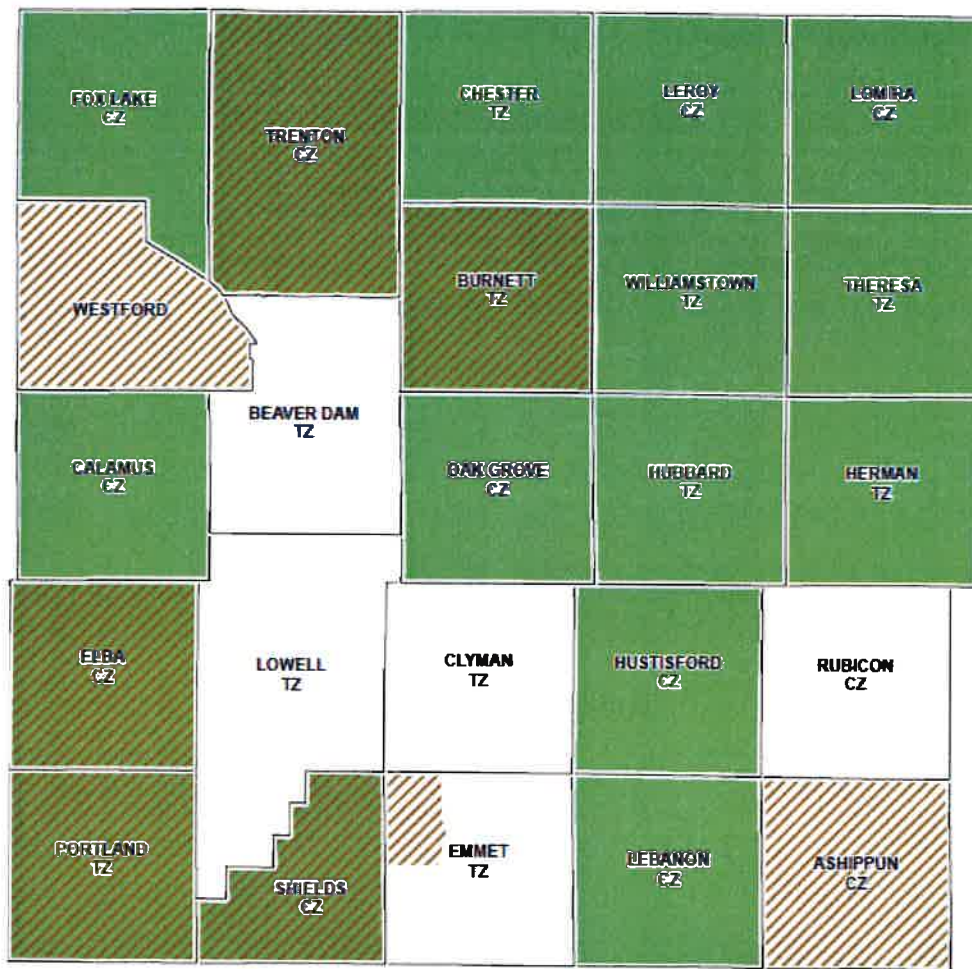 FOX LAKE
CZ
TRENTON
CZ
CHESTER
TZ
LEROY
CZ
LOMIRA
CZ
WESTFORD
BURNETT
TZ
WILLIAMSTOWN
TZ
THERESA
TZ
BEAVER DAM
TZ
CALAMUS
CZ
OAK GROVE
CZ
HUBBARD
TZ
HERMAN
TZ
ELBA
CZ
LOWELL
TZ
CLYMAN
TZ
HUSTISFORD
CZ
RUBICON
CZ
PORTLAND
TZ
SHIELDS
CZ
EMMET
TZ
LEBANON
CZ
ASHIPPUN
CZ